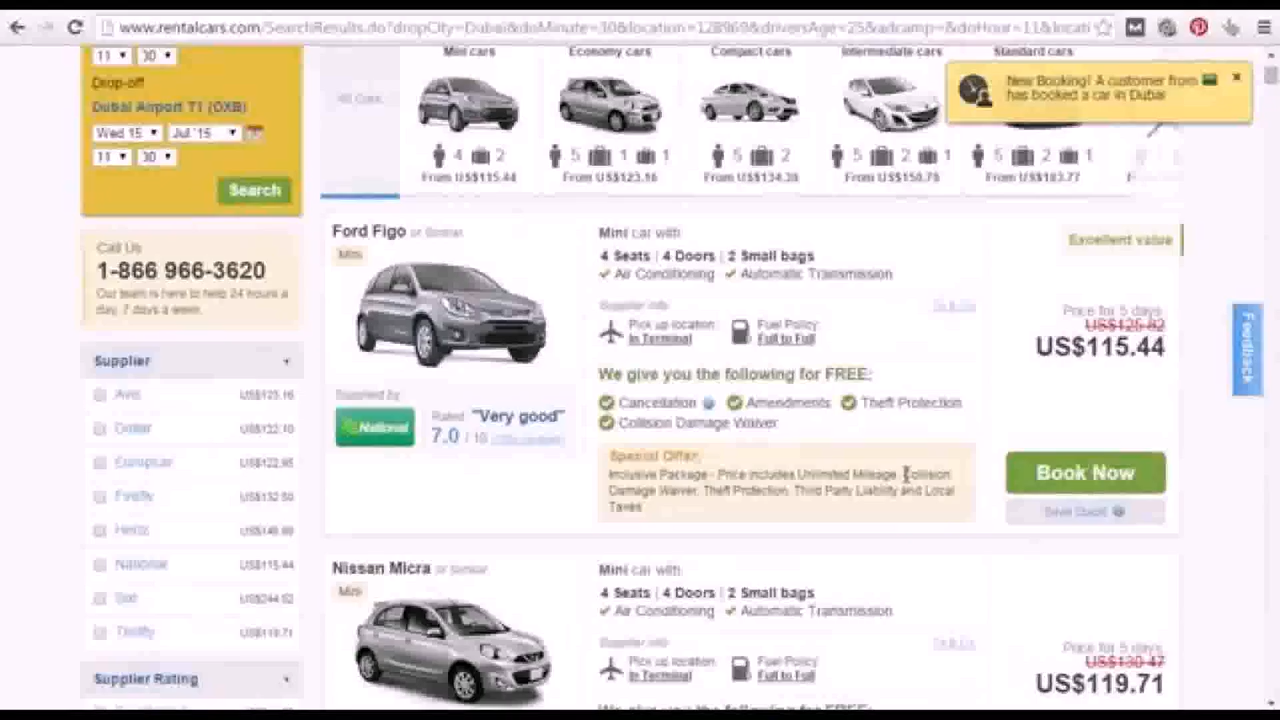 www.rentalcars.com/SearchResults.do?dropCity=Dubai&doMinute=30&location=128969&driversAge=25&adcamp=&doHour=11&locati
11 30
Drop-off
Dubai Airport T1 (DXB)
Wed 15 Jul '15
11 30
Search
Call Us
1-866 966-3620
Our team is here to help 24 hours a
day, 7 days a week.
Supplier
Avis US$123.16
Dollar US$122.10
Europcar US$122.95
Firefly US$132.50
Hertz
National US$115.44
Sixt
Thrifty US$119.71
Supplier Rating
All Cars
Mini cars
4 2
From US$115.44
Economy cars
5 1 1
From US$123.16
Compact cars
5 2
From US$134.38
Intermediate cars
5 2 1
From US$150.78
Standard cars
5 2 1
From US$183.77
New Booking! A customer from
has booked a car in Dubai
Ford Figo or Similar
Mini
Mini car with:
4 Seats | 4 Doors | 2 Small bags
Air Conditioning Automatic Transmission
Supplier info
Pick up location:
In Terminal
Fuel Policy:
Full to Full
Excellent value
Price for 5 days:
US$125.82
US$115.44
Supplied by
National
Rated "Very good"
7.0 / 10
We give you the following for FREE:
Cancellation Amendments Theft Protection
Collision Damage Waiver
Special Offer:
Inclusive Package - Price includes Unlimited Mileage, Collision
Damage Waiver, Theft Protection, Third Party Liability and Local
Taxes
Book Now
Save Quote
Feedback
Nissan Micra or Similar
Mini
Mini car with:
4 Seats | 4 Doors | 2 Small bags
Air Conditioning Automatic Transmission
Supplier info
Pick up location:
In Terminal
Fuel Policy:
Full to Full
Price for 5 days:
US$130.47
US$119.71
We give you the following for FREE: